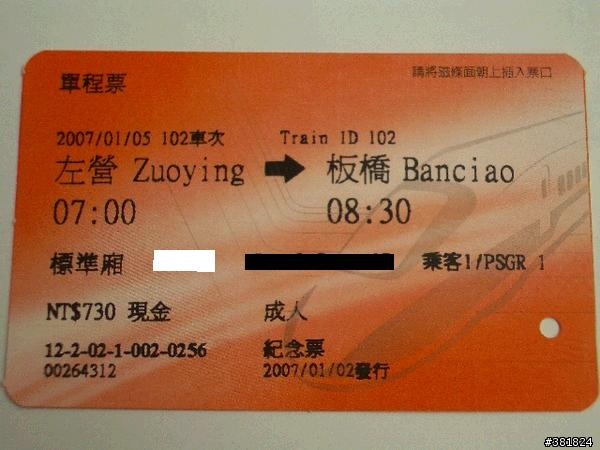 單程票
請將磁條面朝上插入票口
2007/01/05 102車次 Train ID 102
左營 Zuoying → 板橋 Banciao
07:00 08:30
標準廂 乘客1/PSGR 1
NT$730 現金 成人
12-2-02-1-002-0256 紀念票
00264312 2007/01/02發行
#381824